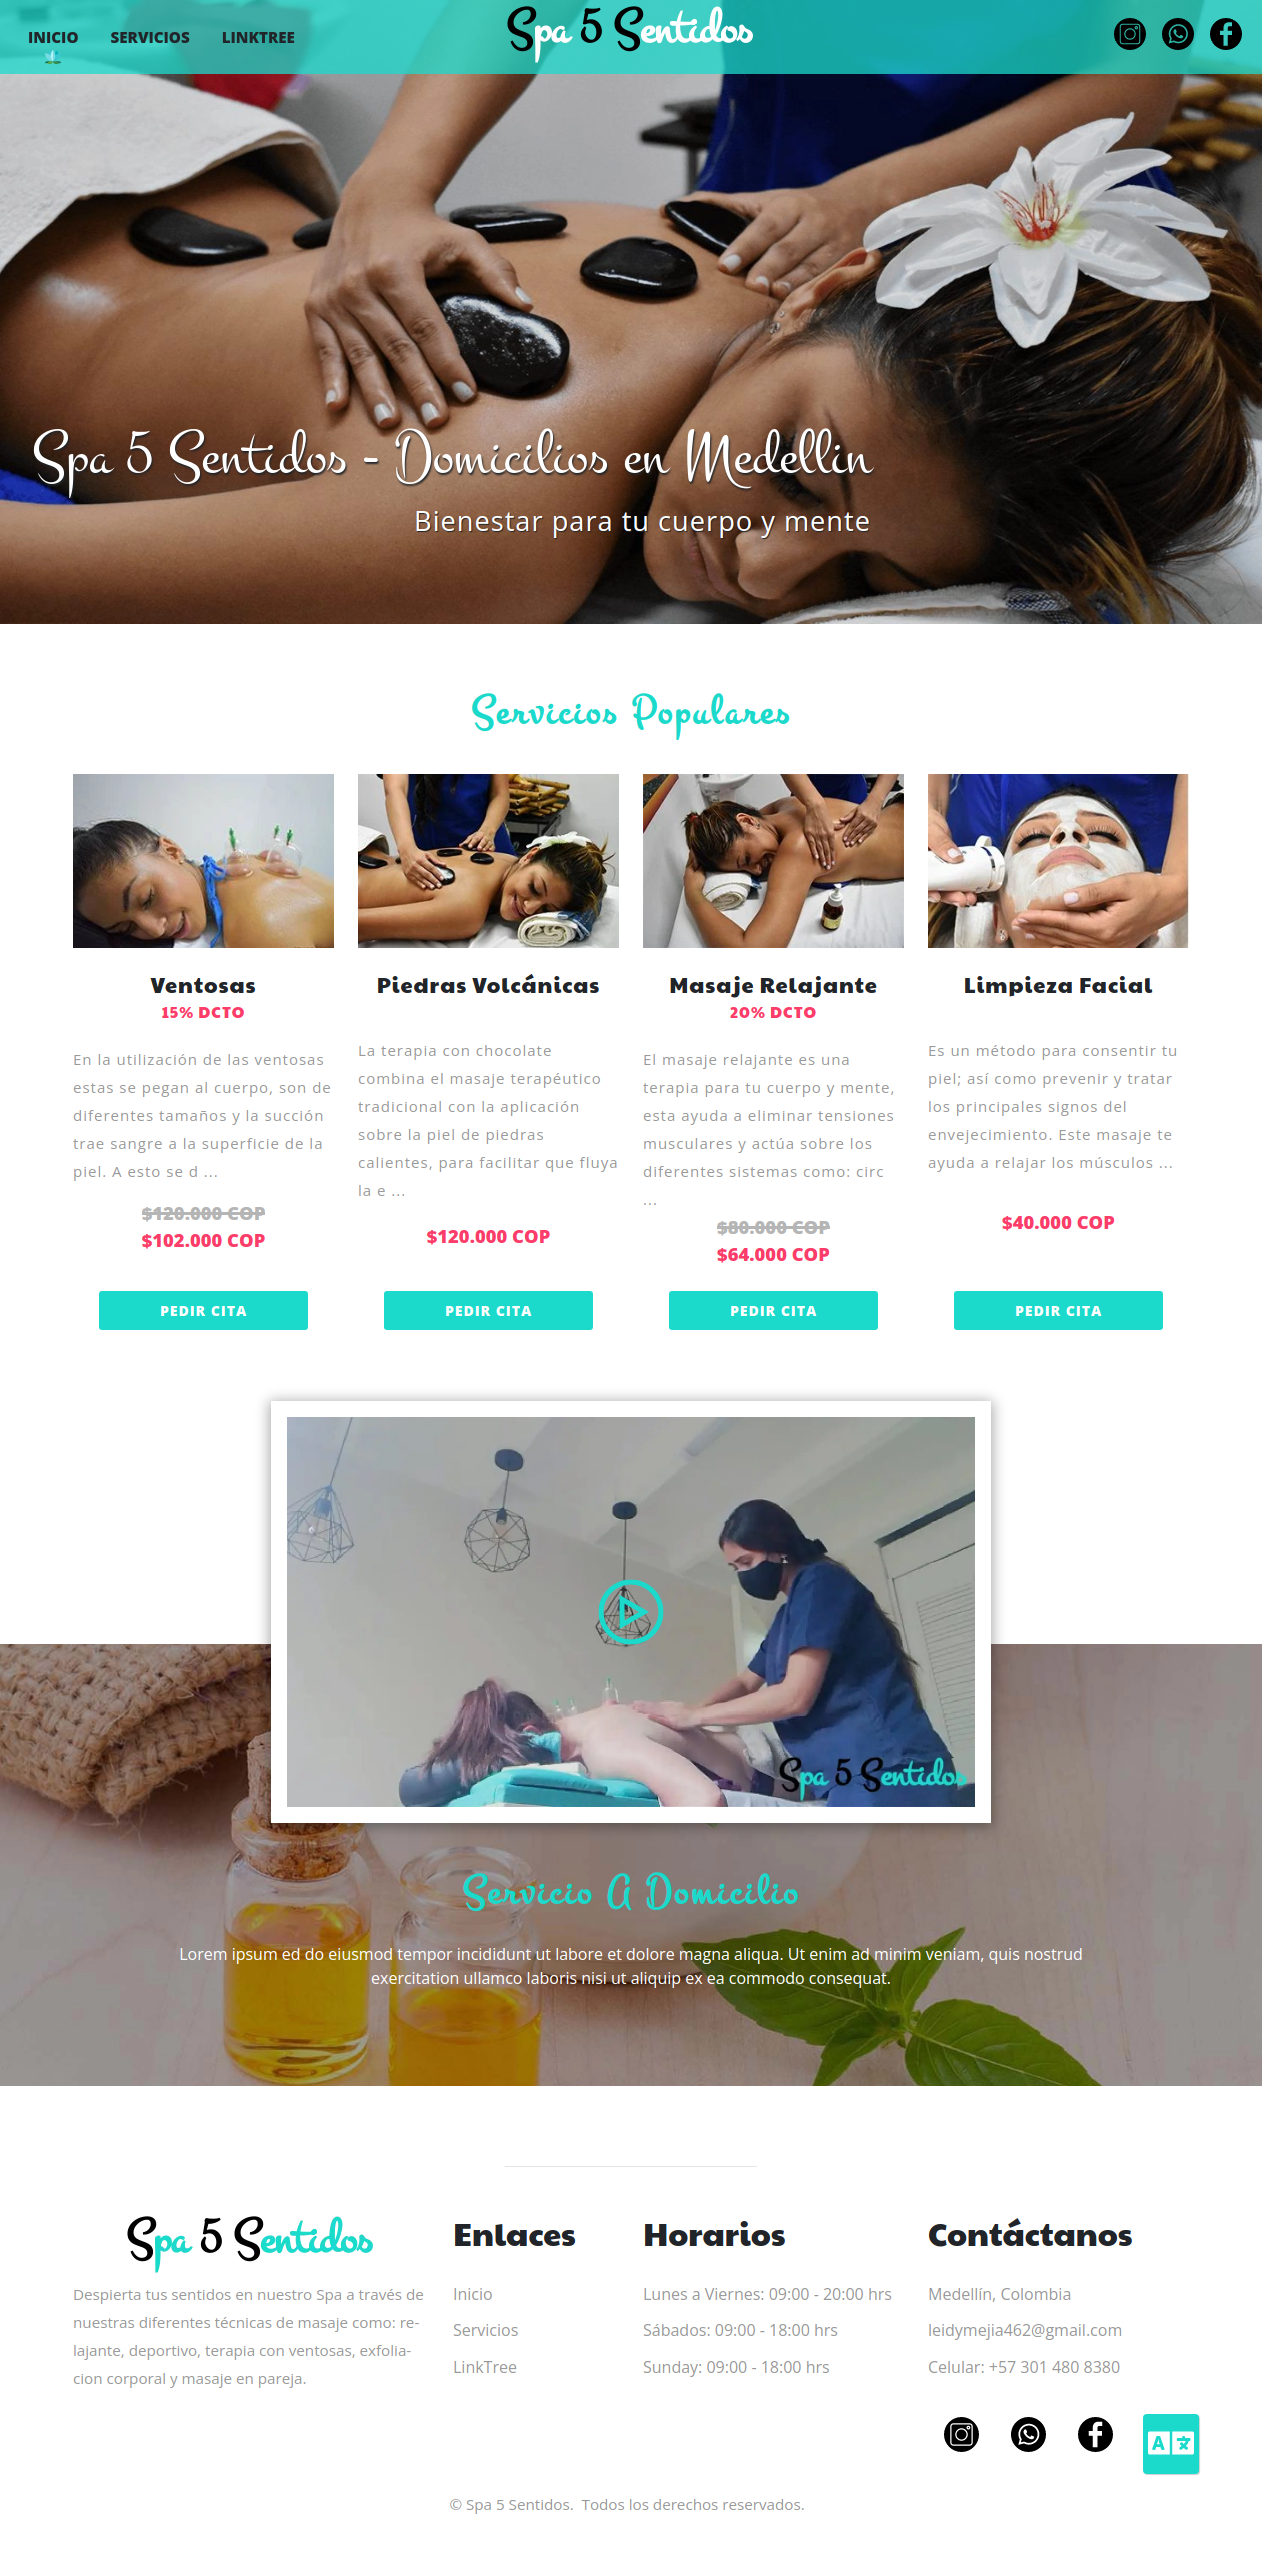 INICIO SERVICIOS LINKTREE
Spa 5 Sentidos
Spa 5 Sentidos - Domicilios en Medellin
Bienestar para tu cuerpo y mente
Servicios Populares
Ventosas
15% DCTO
En la utilización de las ventosas
estas se pegan al cuerpo, son de
diferentes tamaños y la succión
trae sangre a la superficie de la
piel. A esto se d ...
$120.000 COP
$102.000 COP
PEDIR CITA
Piedras Volcánicas
La terapia con chocolate
combina el masaje terapéutico
tradicional con la aplicación
sobre la piel de piedras
calientes, para facilitar que fluya
la e ...
$120.000 COP
PEDIR CITA
Masaje Relajante
20% DCTO
El masaje relajante es una
terapia para tu cuerpo y mente,
esta ayuda a eliminar tensiones
musculares y actúa sobre los
diferentes sistemas como: circ
...
$80.000 COP
$64.000 COP
PEDIR CITA
Limpieza Facial
Es un método para consentir tu
piel; así como prevenir y tratar
los principales signos del
envejecimiento. Este masaje te
ayuda a relajar los músculos ...
$40.000 COP
PEDIR CITA
Spa 5 Sentidos
Servicio A Domicilio
Lorem ipsum ed do eiusmod tempor incididunt ut labore et dolore magna aliqua. Ut enim ad minim veniam, quis nostrud
exercitation ullamco laboris nisi ut aliquip ex ea commodo consequat.
Spa 5 Sentidos
Despierta tus sentidos en nuestro Spa a través de
nuestras diferentes técnicas de masaje como: re-
lajante, deportivo, terapia con ventosas, exfolia-
cion corporal y masaje en pareja.
Enlaces
Inicio
Servicios
LinkTree
Horarios
Lunes a Viernes: 09:00 - 20:00 hrs
Sábados: 09:00 - 18:00 hrs
Sunday: 09:00 - 18:00 hrs
Contáctanos
Medellín, Colombia
leidymejia462@gmail.com
Celular: +57 301 480 8380
A 文
© Spa 5 Sentidos. Todos los derechos reservados.